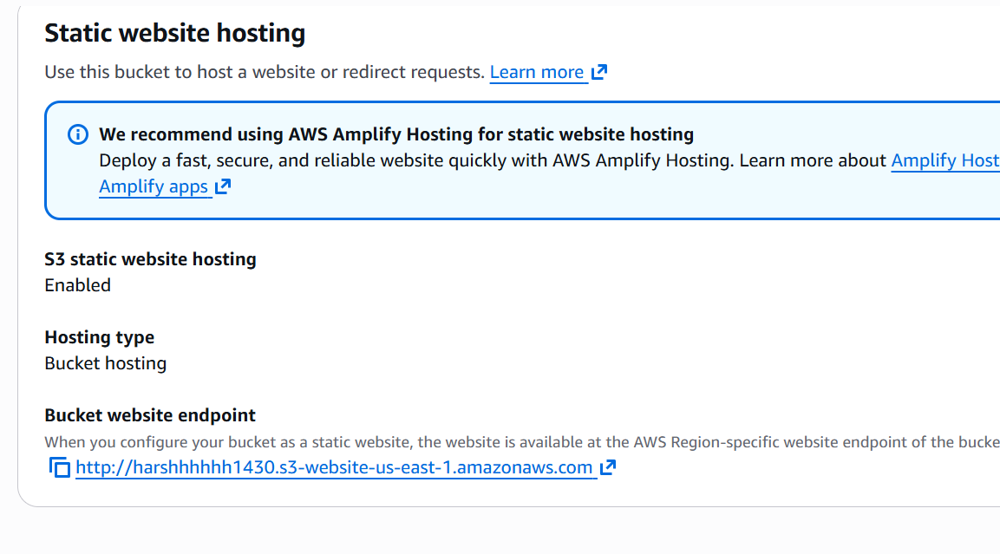 Static website hosting
Use this bucket to host a website or redirect requests. Learn more
We recommend using AWS Amplify Hosting for static website hosting
Deploy a fast, secure, and reliable website quickly with AWS Amplify Hosting. Learn more about Amplify Host
Amplify apps
S3 static website hosting
Enabled
Hosting type
Bucket hosting
Bucket website endpoint
When you configure your bucket as a static website, the website is available at the AWS Region-specific website endpoint of the bucke
http://harshhhhhh1430.s3-website-us-east-1.amazonaws.com